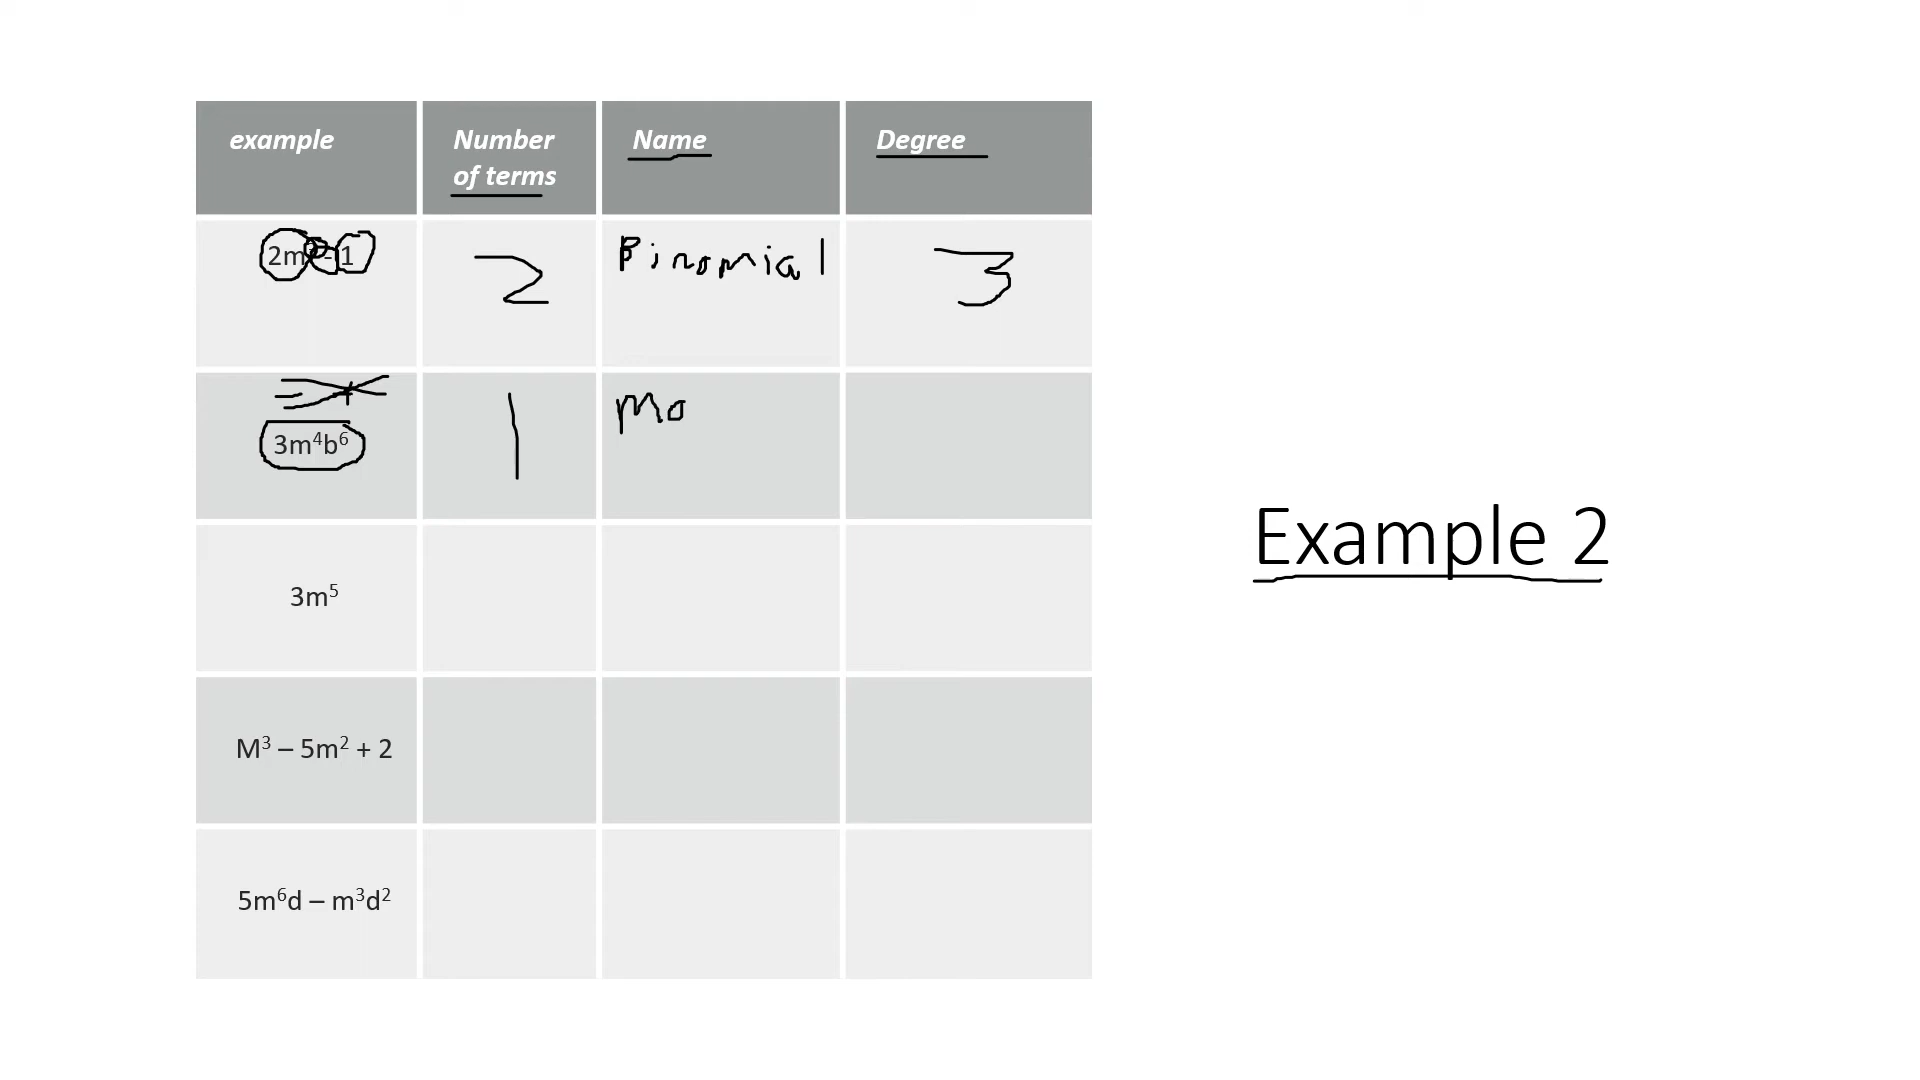 example
Number of terms
Name
Degree
2m³ - 1
2
Binomial
3
3m⁴b⁶
1
Mo
3m⁵
M³ – 5m² + 2
5m⁶d – m³d²
Example 2